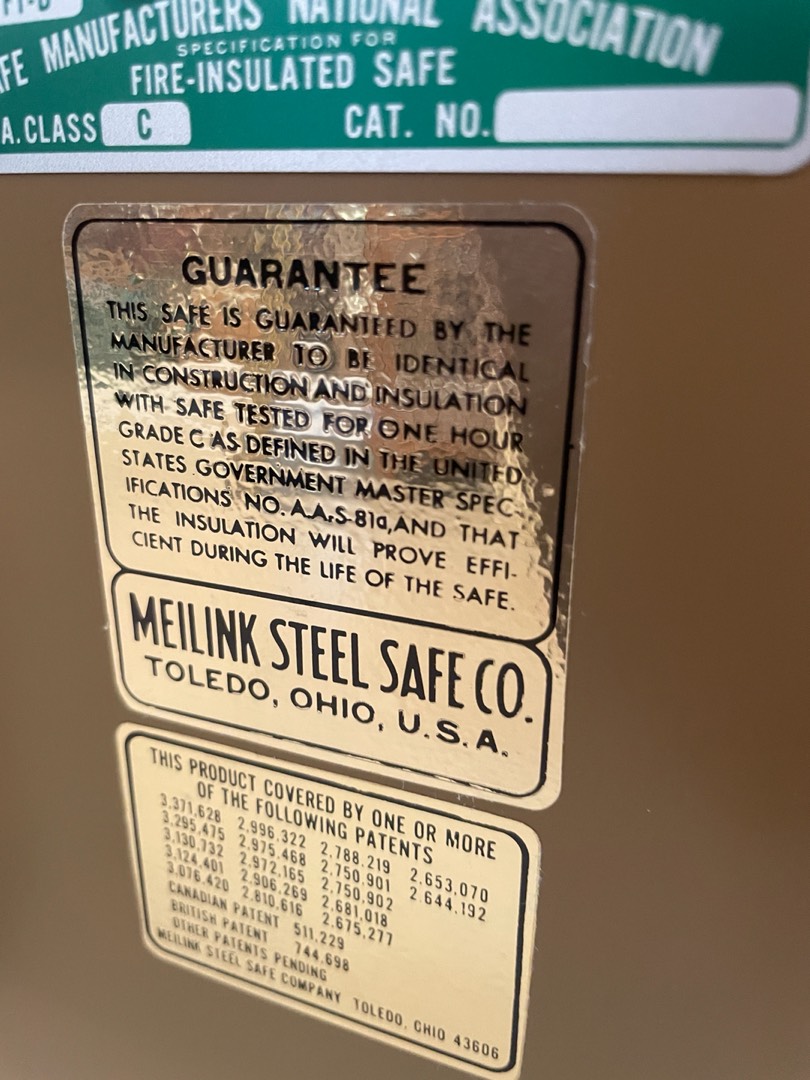 FE MANUFACTURERS NATIONAL ASSOCIATION
SPECIFICATION FOR
FIRE-INSULATED SAFE
A. CLASS C CAT. NO.
GUARANTEE
THIS SAFE IS GUARANTEED BY THE
MANUFACTURER TO BE IDENTICAL
IN CONSTRUCTION AND INSULATION
WITH SAFE TESTED FOR ONE HOUR
GRADE C AS DEFINED IN THE UNITED
STATES GOVERNMENT MASTER SPEC-
IFICATIONS NO. A.A.S-81a, AND THAT
THE INSULATION WILL PROVE EFFI-
CIENT DURING THE LIFE OF THE SAFE.
MEILINK STEEL SAFE CO.
TOLEDO, OHIO, U.S.A.
THIS PRODUCT COVERED BY ONE OR MORE
OF THE FOLLOWING PATENTS
3,371,628 2,996,322 2,788,219 2,653,070
3,295,475 2,975,468 2,750,901 2,644,192
3,130,732 2,972,165 2,750,902
3,124,401 2,906,269 2,681,018
3,076,420 2,810,616 2,675,277
CANADIAN PATENT 511,229
BRITISH PATENT 744,698
OTHER PATENTS PENDING
MEILINK STEEL SAFE COMPANY TOLEDO, OHIO 43606